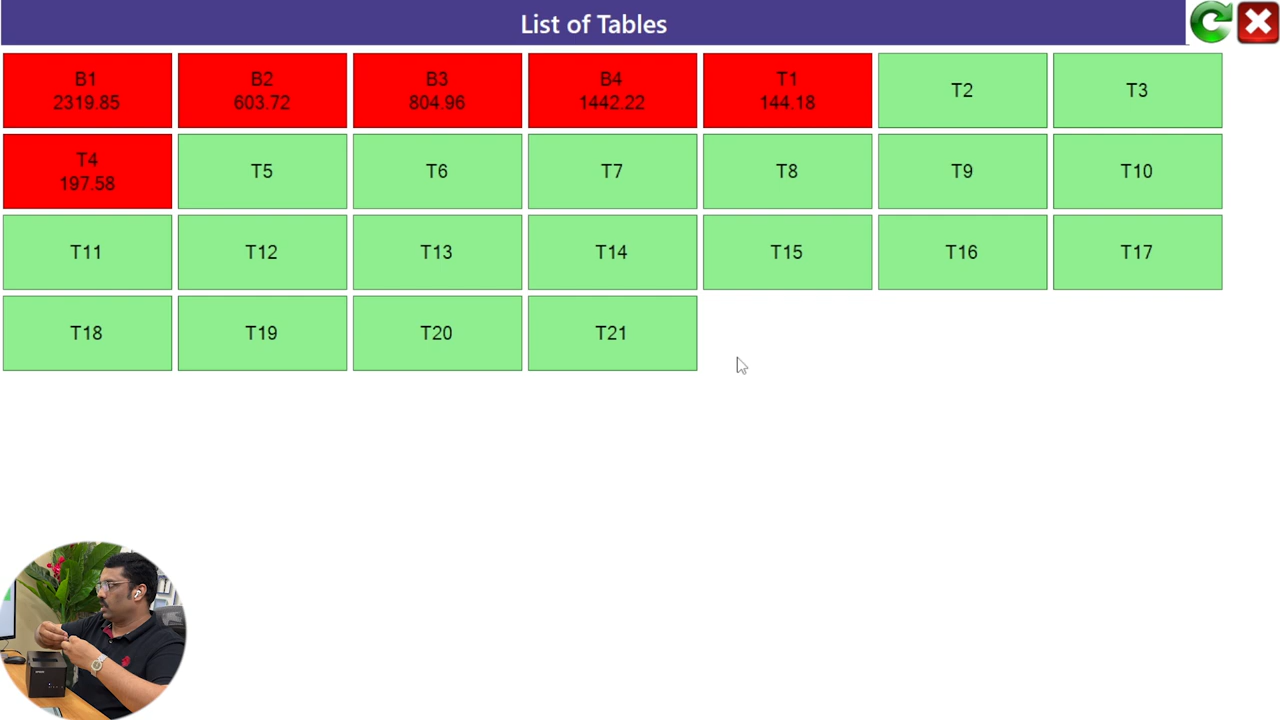 List of Tables
B1
2319.85
B2
603.72
B3
804.96
B4
1442.22
T1
144.18
T2
T3
T4
197.58
T5
T6
T7
T8
T9
T10
T11
T12
T13
T14
T15
T16
T17
T18
T19
T20
T21